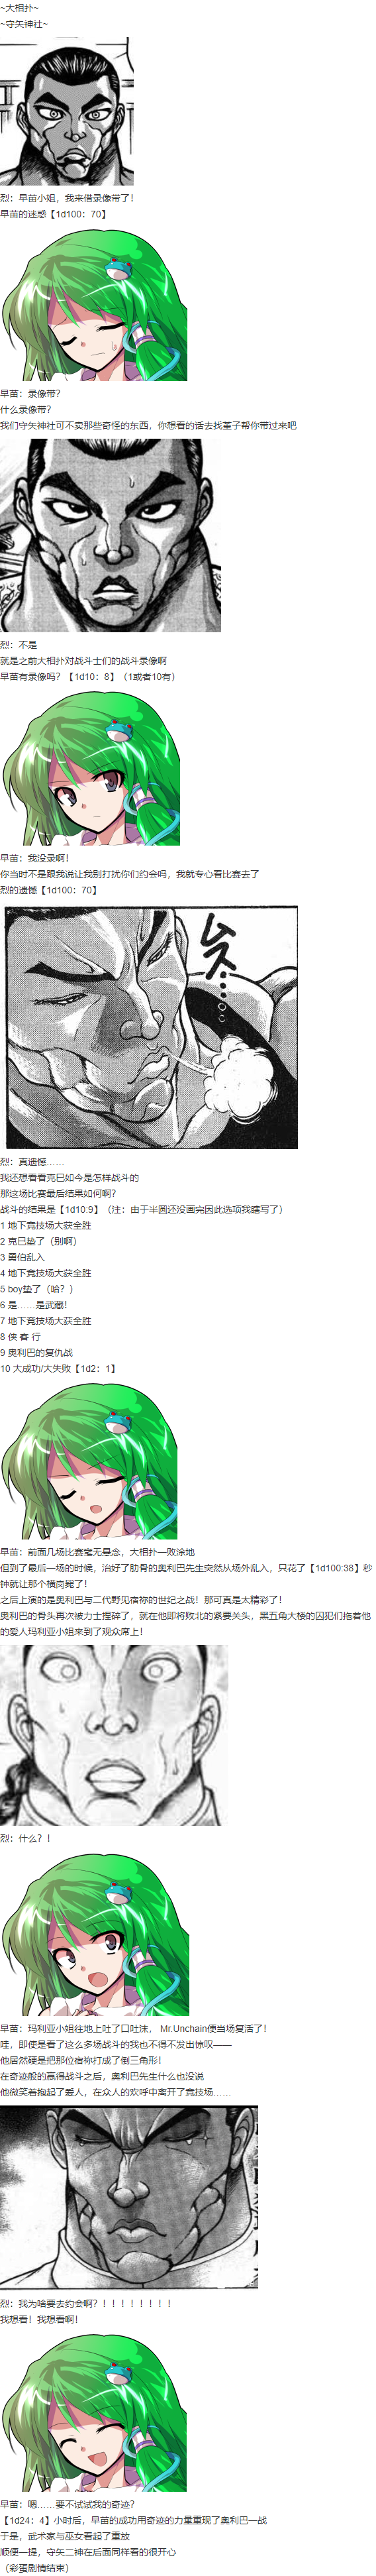 ~大相扑~
~守矢神社~
烈：早苗小姐，我来借录像带了！
早苗的迷惑【1d100：70】
早苗：录像带？
什么录像带？
我们守矢神社可不卖那些奇怪的东西，你想看的话去找堇子帮你带过来吧
烈：不是
就是之前大相扑对战斗士们的战斗录像啊
早苗有录像吗？【1d10：8】（1或者10有）
早苗：我没录啊！
你当时不是跟我说让我别打扰你们约会吗，我就专心看比赛去了
烈的遗憾【1d100：70】
ムス…
烈：真遗憾……
我还想看看克巳如今是怎样战斗的
那这场比赛最后结果如何啊？
战斗的结果是【1d10:9】（注：由于半圆还没画完因此选项我瞎写了）
1 地下竞技场大获全胜
2 克巳垫了（别啊）
3 勇伯乱入
4 地下竞技场大获全胜
5 boy垫了（哈？）
6 是……是武藏！
7 地下竞技场大获全胜
8 侠 客 行
9 奥利巴的复仇战
10 大成功/大失败【1d2：1】
早苗：前面几场比赛毫无悬念，大相扑一败涂地
但到了最后一场的时候，治好了肋骨的奥利巴先生突然从场外乱入，只花了【1d100:38】秒
钟就让那个横岗毙了！
之后上演的是奥利巴与二代野见宿祢的世纪之战！那可真是太精彩了！
奥利巴的骨头再次被力士捏碎了，就在他即将败北的紧要关头，黑五角大楼的囚犯们拖着他
的爱人玛利亚小姐来到了观众席上！
烈：什么？！
早苗：玛利亚小姐往地上吐了口吐沫， Mr.Unchain便当场复活了！
哇，即使是看了这么多场战斗的我也不得不发出惊叹——
他居然硬是把那位宿祢打成了倒三角形！
在奇迹般的赢得战斗之后，奥利巴先生什么也没说
他微笑着抱起了爱人，在众人的欢呼中离开了竞技场……
烈：我为啥要去约会啊？！！！！！！！！
我想看！我想看啊！
早苗：嗯……要不试试我的奇迹？
【1d24：4】小时后，早苗的成功用奇迹的力量重现了奥利巴一战
于是，武术家与巫女看起了重放
顺便一提，守矢二神在后面同样看的很开心
（彩蛋剧情结束）